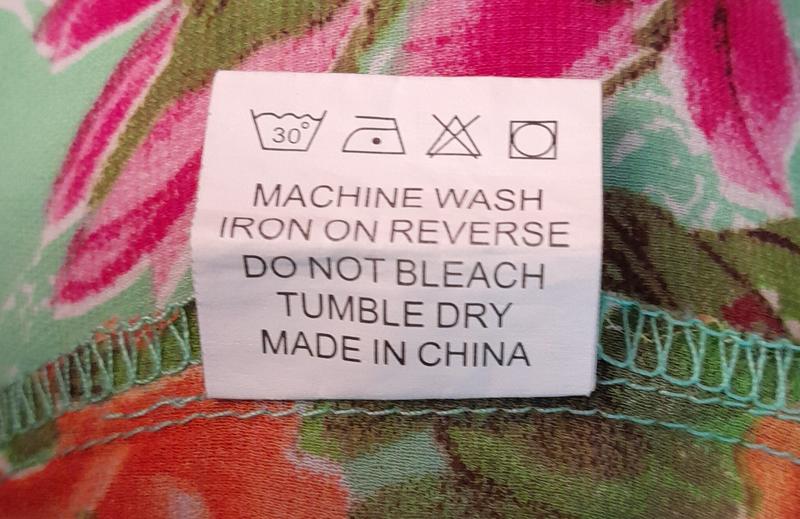 30°
MACHINE WASH
IRON ON REVERSE
DO NOT BLEACH
TUMBLE DRY
MADE IN CHINA